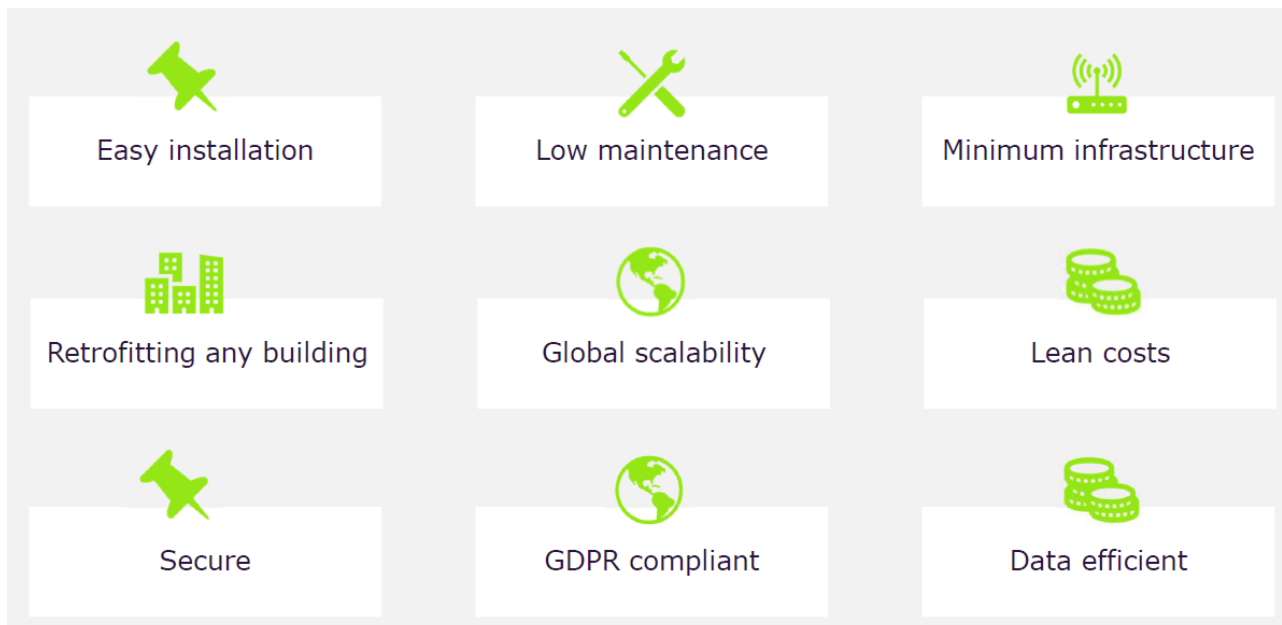 Easy installation
Low maintenance
Minimum infrastructure
Retrofitting any building
Global scalability
Lean costs
Secure
GDPR compliant
Data efficient